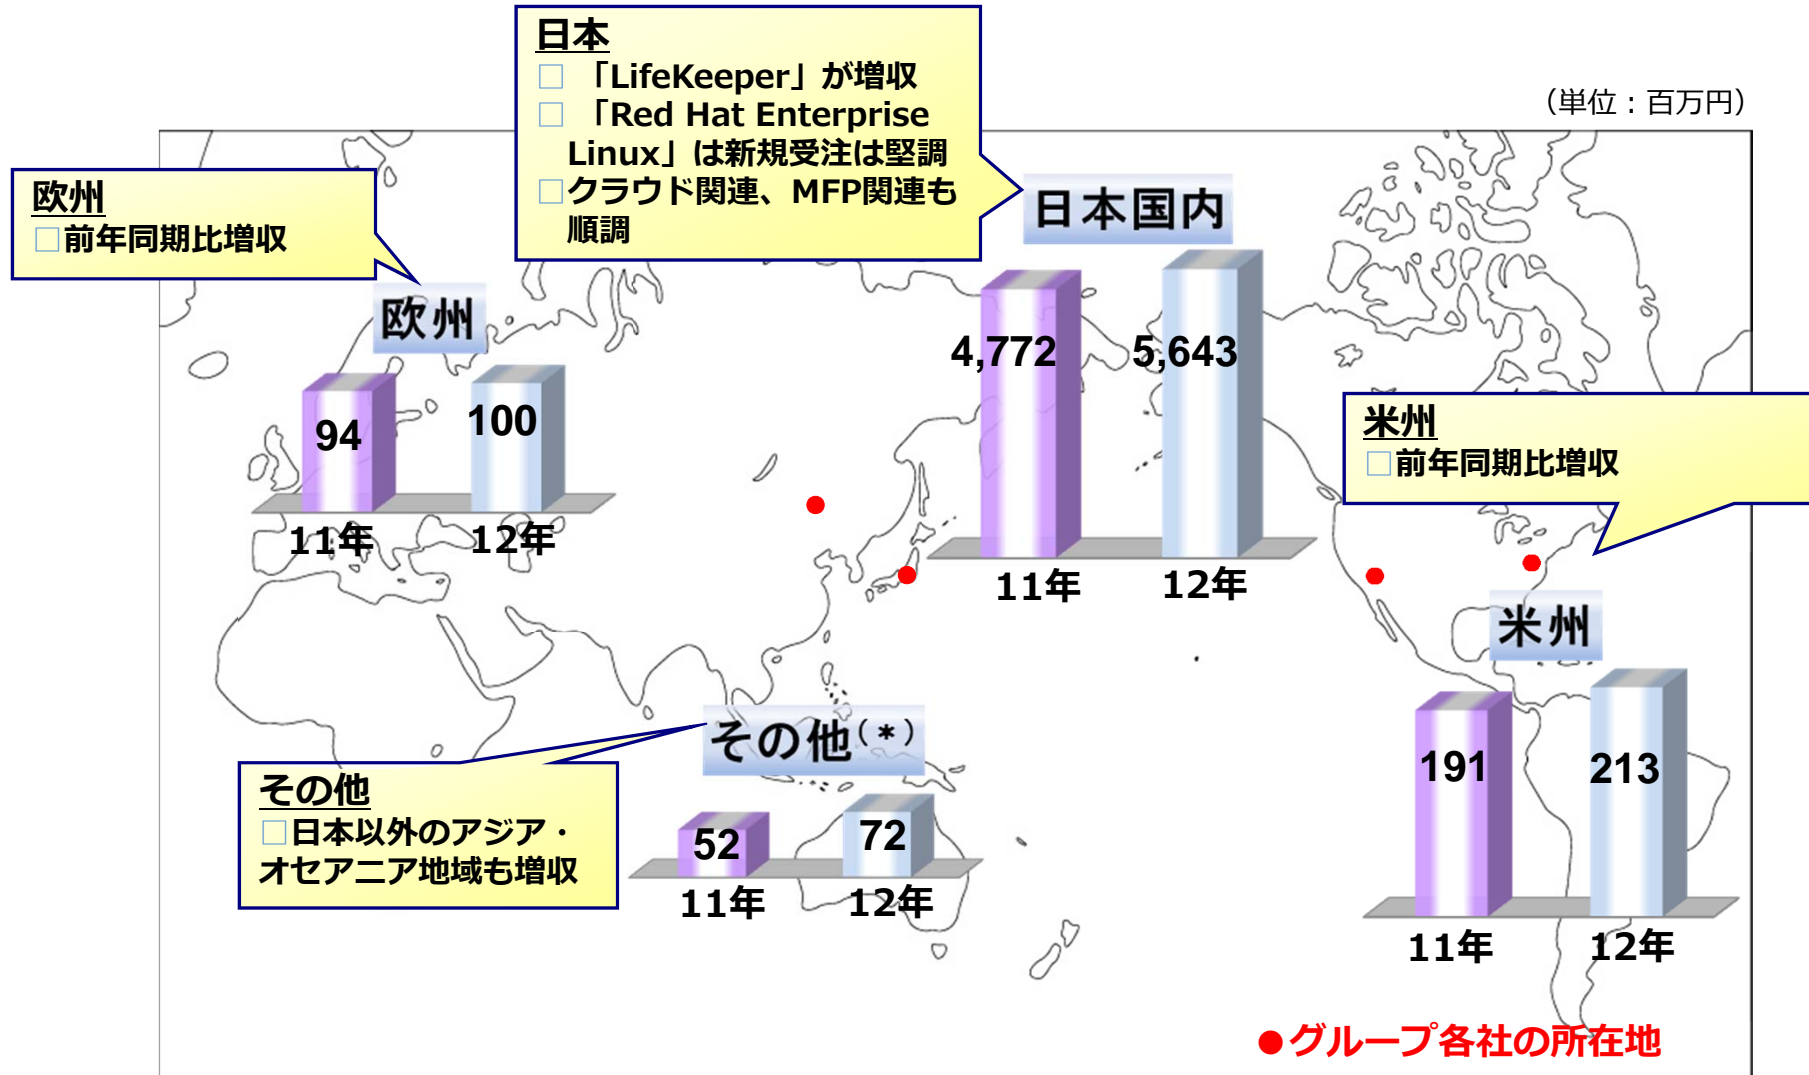 日本
□ 「LifeKeeper」が増収
□ 「Red Hat Enterprise
Linux」は新規受注は堅調
□クラウド関連、MFP関連も
順調
（単位：百万円）
欧州
□前年同期比増収
日本国内
欧州
4,772
5,643
94
100
米州
□前年同期比増収
11年
12年
11年
12年
米州
その他(＊)
191
213
その他
□日本以外のアジア・
オセアニア地域も増収
52
72
11年
12年
11年
12年
●グループ各社の所在地